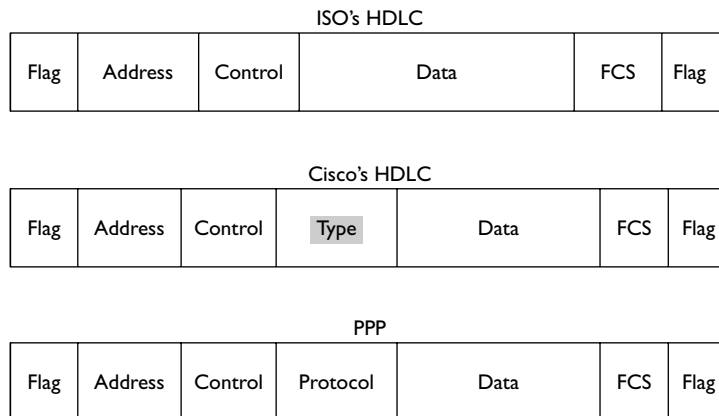 ISO's HDLC
Flag Address Control Data FCS Flag
Cisco's HDLC
Flag Address Control Type Data FCS Flag
PPP
Flag Address Control Protocol Data FCS Flag